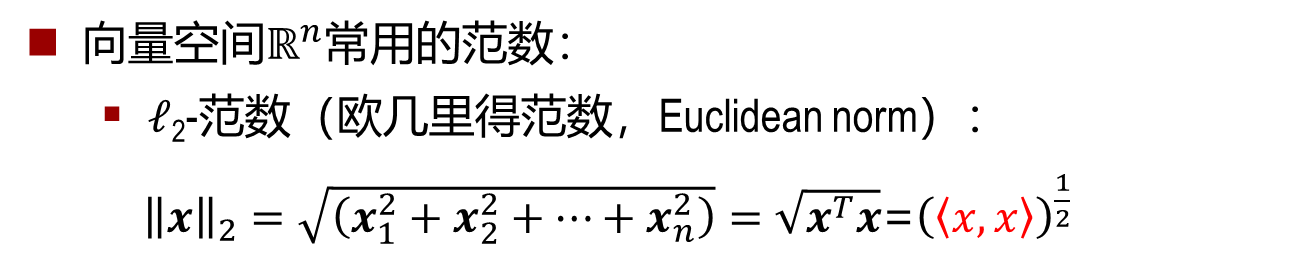 向量空间ℝⁿ常用的范数：
ℓ₂-范数（欧几里得范数，Euclidean norm）：
‖𝒙‖₂ = √(𝒙₁² + 𝒙₂² + ⋯ + 𝒙ₙ²) = √𝒙ᵀ𝒙=(⟨𝑥, 𝑥⟩)^½